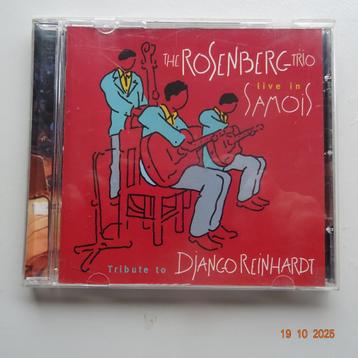 THE ROSENBERG-TRIO
live in
SAMOIS
Tribute to DJANGO REINHARDT
19 10 2025